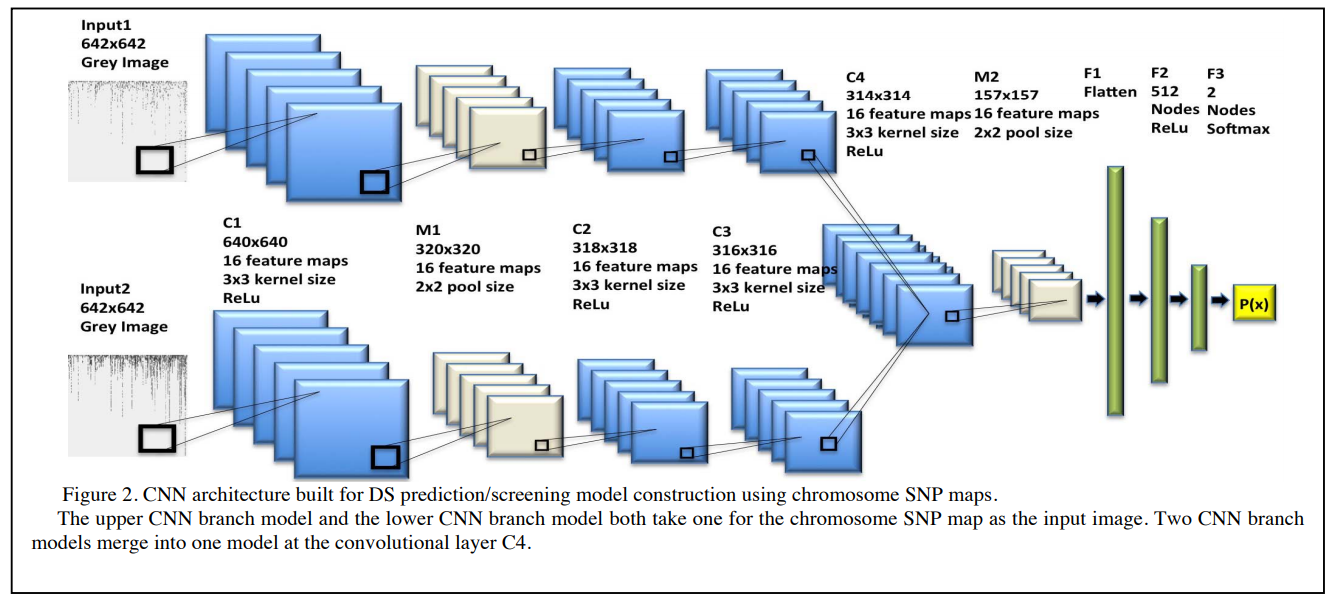 Input1
642x642
Grey Image
C4
314x314
16 feature maps
3x3 kernel size
ReLu
M2
157x157
16 feature maps
2x2 pool size
F1
Flatten
F2
512
Nodes
ReLu
F3
2
Nodes
Softmax
C1
640x640
16 feature maps
3x3 kernel size
ReLu
M1
320x320
16 feature maps
2x2 pool size
C2
318x318
16 feature maps
3x3 kernel size
ReLu
C3
316x316
16 feature maps
3x3 kernel size
ReLu
Input2
642x642
Grey Image
P(x)
Figure 2. CNN architecture built for DS prediction/screening model construction using chromosome SNP maps.
The upper CNN branch model and the lower CNN branch model both take one for the chromosome SNP map as the input image. Two CNN branch
models merge into one model at the convolutional layer C4.